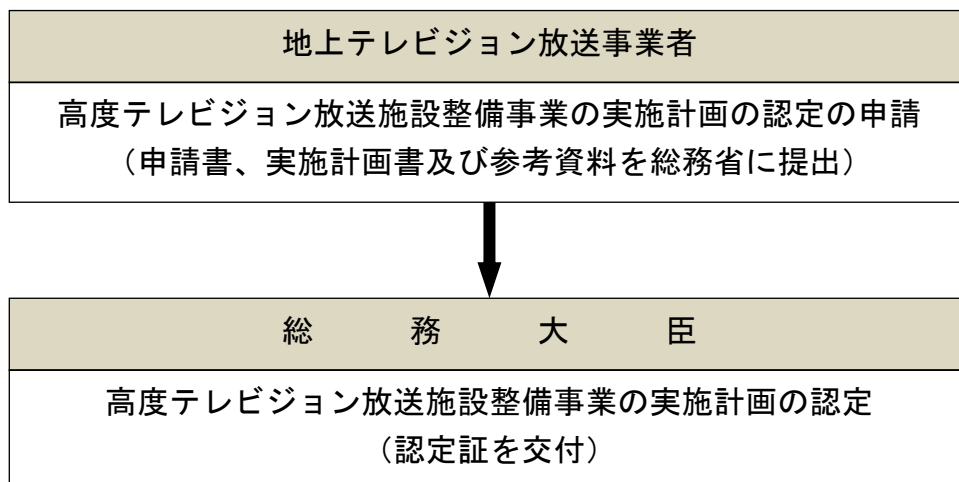 地上テレビジョン放送事業者
高度テレビジョン放送施設整備事業の実施計画の認定の申請
（申請書、実施計画書及び参考資料を総務省に提出）
総務大臣
高度テレビジョン放送施設整備事業の実施計画の認定
（認定証を交付）